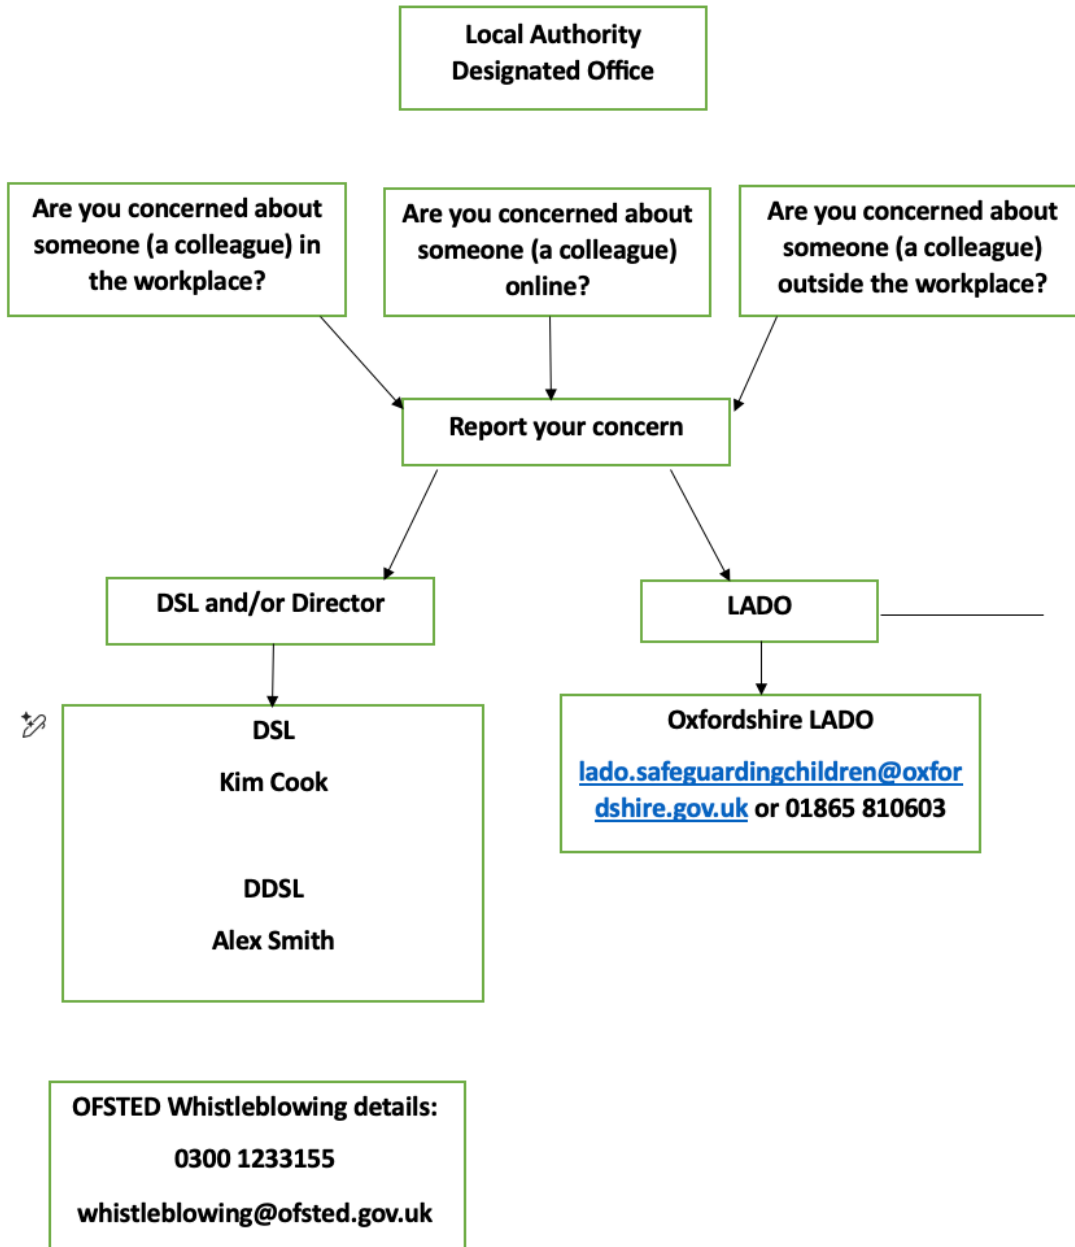 Local Authority
Designated Office
Are you concerned about
someone (a colleague) in
the workplace?
Are you concerned about
someone (a colleague)
online?
Are you concerned about
someone (a colleague)
outside the workplace?
Report your concern
DSL and/or Director
LADO
DSL
Kim Cook
DDSL
Alex Smith
Oxfordshire LADO
lado.safeguardingchildren@oxfor
dshire.gov.uk or 01865 810603
OFSTED Whistleblowing details:
0300 1233155
whistleblowing@ofsted.gov.uk